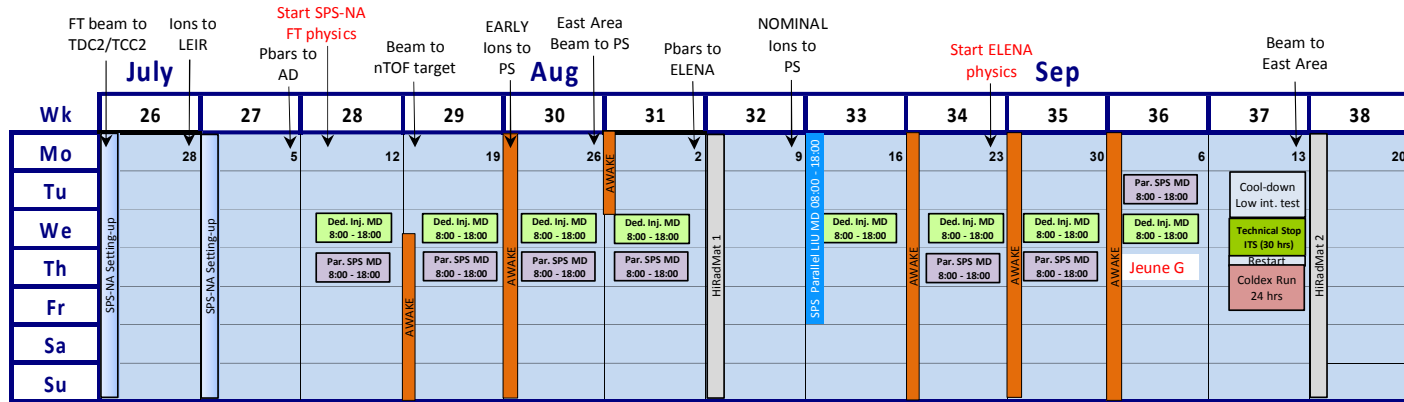 FT beam to
TDC2/TCC2
Ions to
LEIR
Pbars to
AD
Start SPS-NA
FT physics
Beam to
nTOF target
EARLY
Ions to
PS
East Area
Beam to PS
Pbars to
ELENA
NOMINAL
Ions to
PS
Start ELENA
physics
Beam to
East Area
July
Aug
Sep
Wk 26 27 28 29 30 31 32 33 34 35 36 37 38
Mo 28 5 12 19 26 2 9 16 23 30 6 13 20
Tu
We
Th
Fr
Sa
Su
SPS-NA Setting-up
SPS-NA Setting-up
Ded. Inj. MD
8:00 - 18:00
Par. SPS MD
8:00 - 18:00
AWAKE
Ded. Inj. MD
8:00 - 18:00
Par. SPS MD
8:00 - 18:00
AWAKE
Ded. Inj. MD
8:00 - 18:00
Par. SPS MD
8:00 - 18:00
AWAKE
Ded. Inj. MD
8:00 - 18:00
Par. SPS MD
8:00 - 18:00
HiRadMat 1
SPS Parallel LIU MD 08:00 - 18:00
Ded. Inj. MD
8:00 - 18:00
AWAKE
Ded. Inj. MD
8:00 - 18:00
Par. SPS MD
8:00 - 18:00
AWAKE
Ded. Inj. MD
8:00 - 18:00
Par. SPS MD
8:00 - 18:00
AWAKE
Par. SPS MD
8:00 - 18:00
Ded. Inj. MD
8:00 - 18:00
Jeune G
Cool-down
Low int. test
Technical Stop
ITS (30 hrs)
Restart
Coldex Run
24 hrs
HiRadMat 2